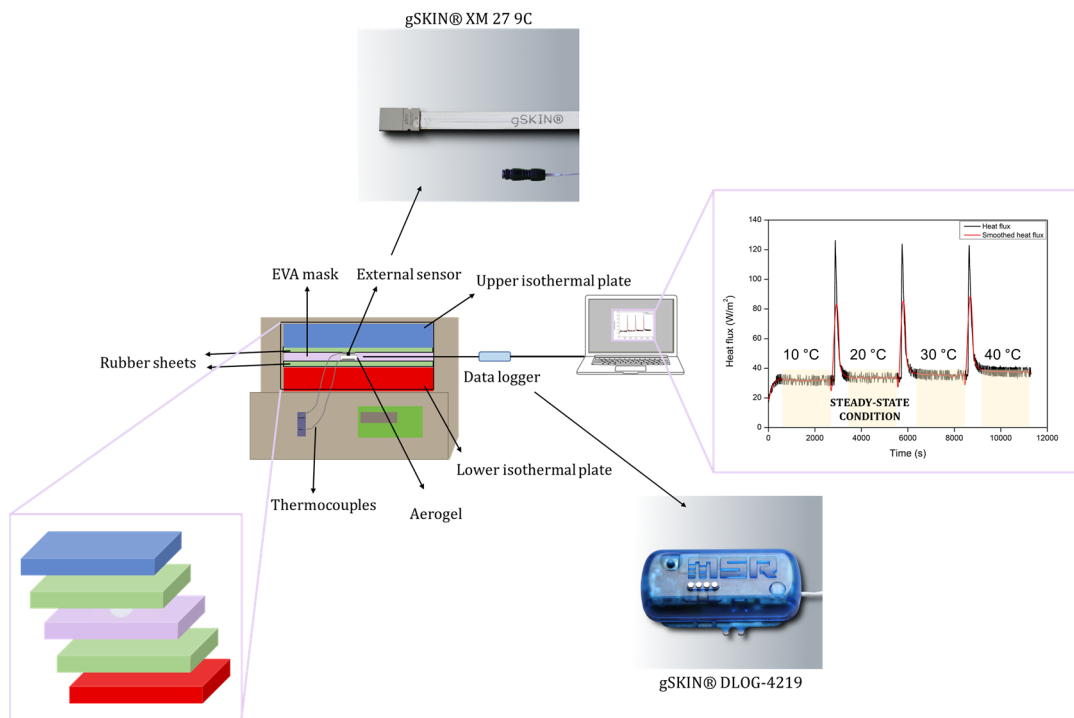 gSKIN® XM 27 9C
gSKIN®
EVA mask
External sensor
Upper isothermal plate
Rubber sheets
Data logger
Lower isothermal plate
Thermocouples
Aerogel
140
120
100
80
60
40
20
0
Heat flux (W/m²)
Heat flux
Smoothed heat flux
10 °C
20 °C
30 °C
40 °C
STEADY-STATE
CONDITION
0
2000
4000
6000
8000
10000
12000
Time (s)
MSR
gSKIN® DLOG-4219